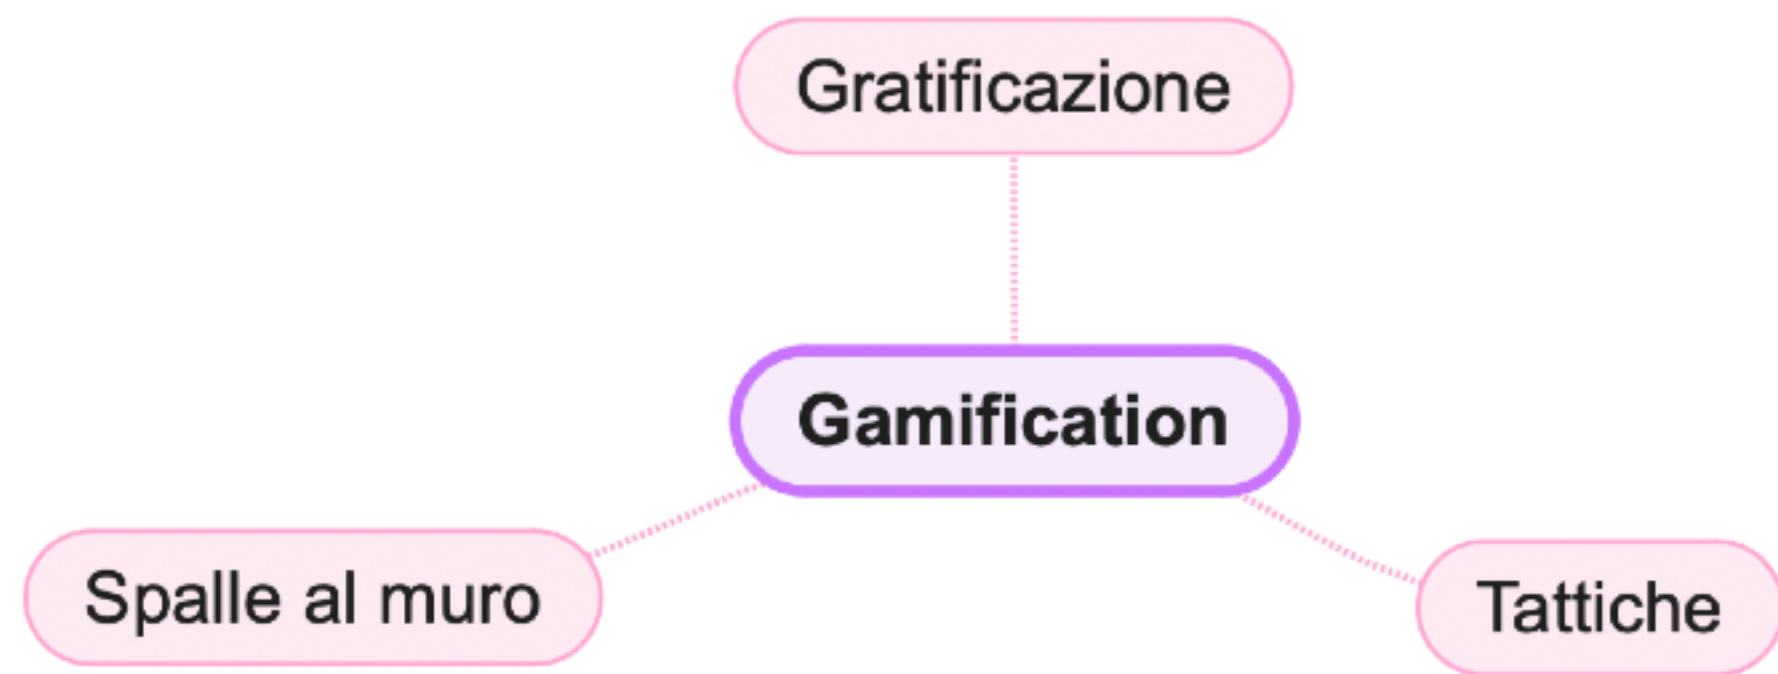 Gratificazione
Gamification
Spalle al muro
Tattiche